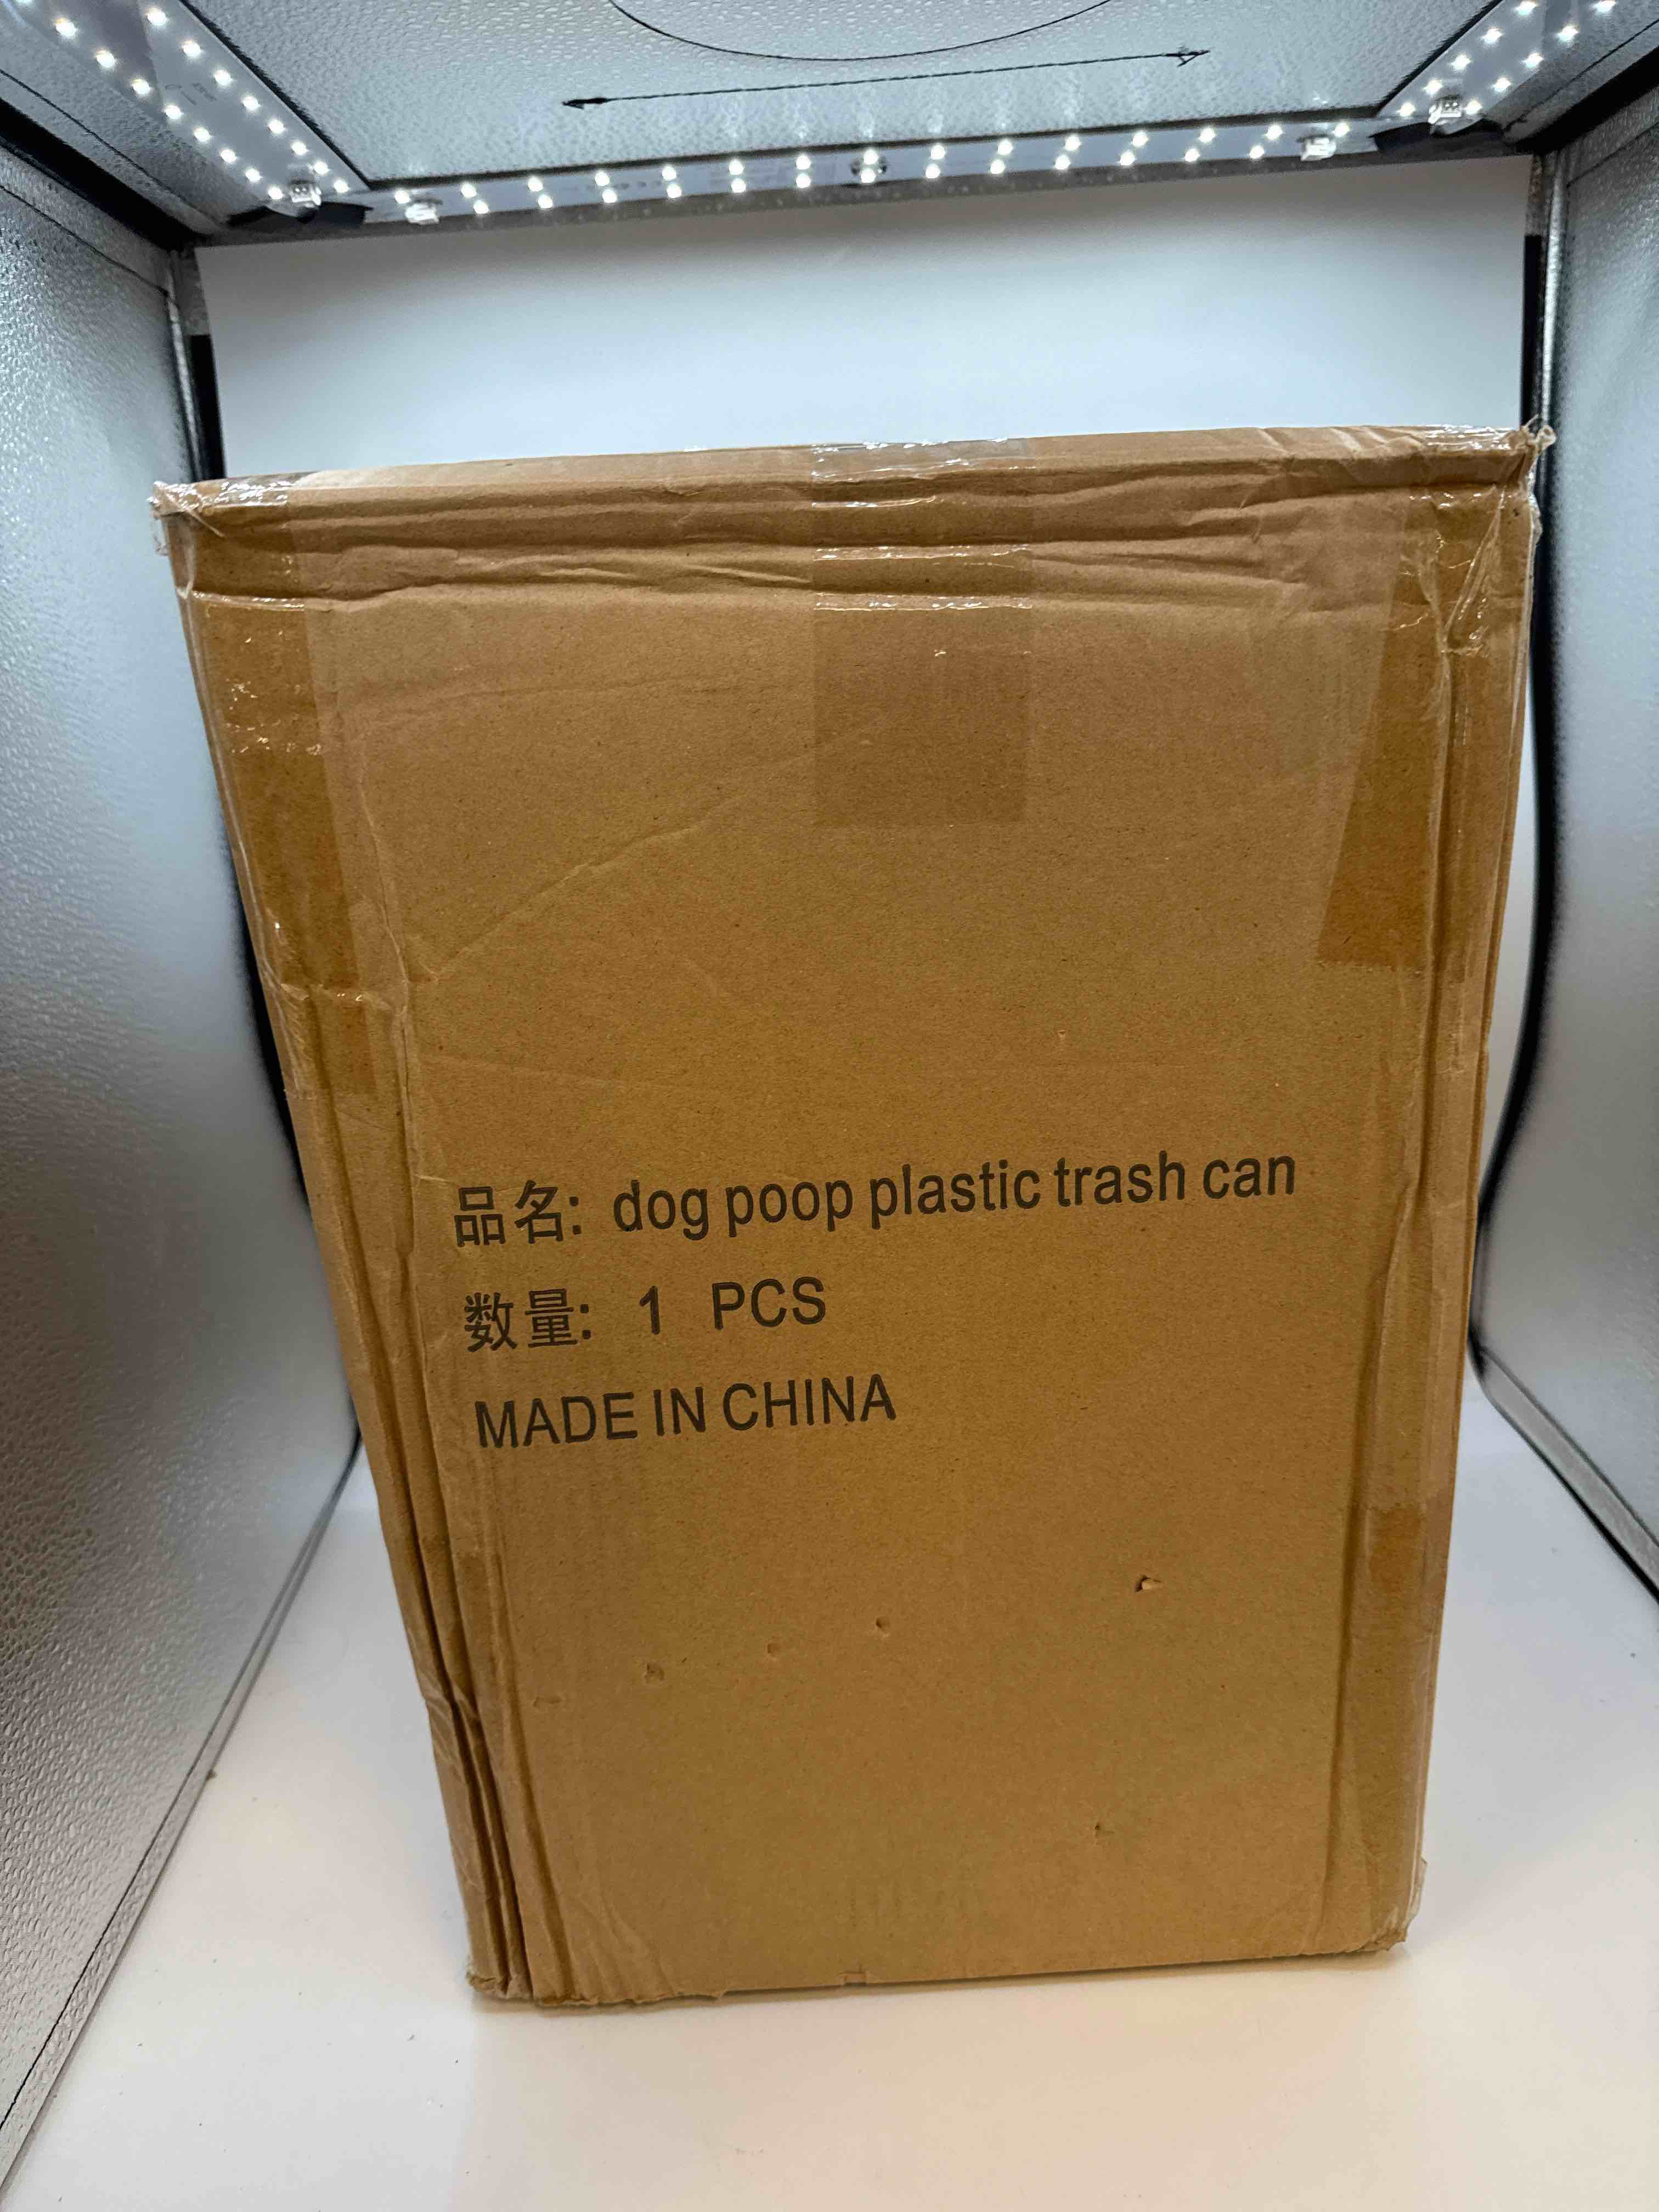 品名: dog poop plastic trash can
数量: 1 PCS
MADE IN CHINA